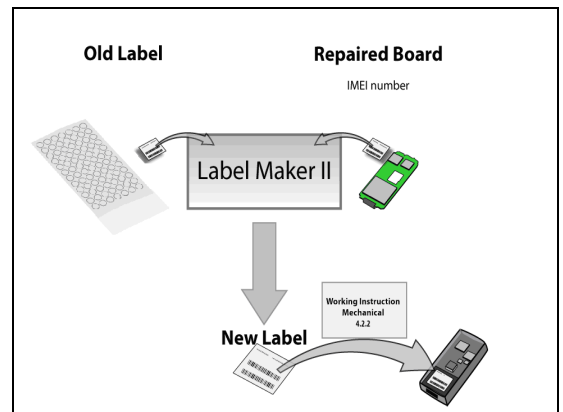 Old Label
Repaired Board
IMEI number
Label Maker II
Working Instruction
Mechanical
4.2.2
New Label